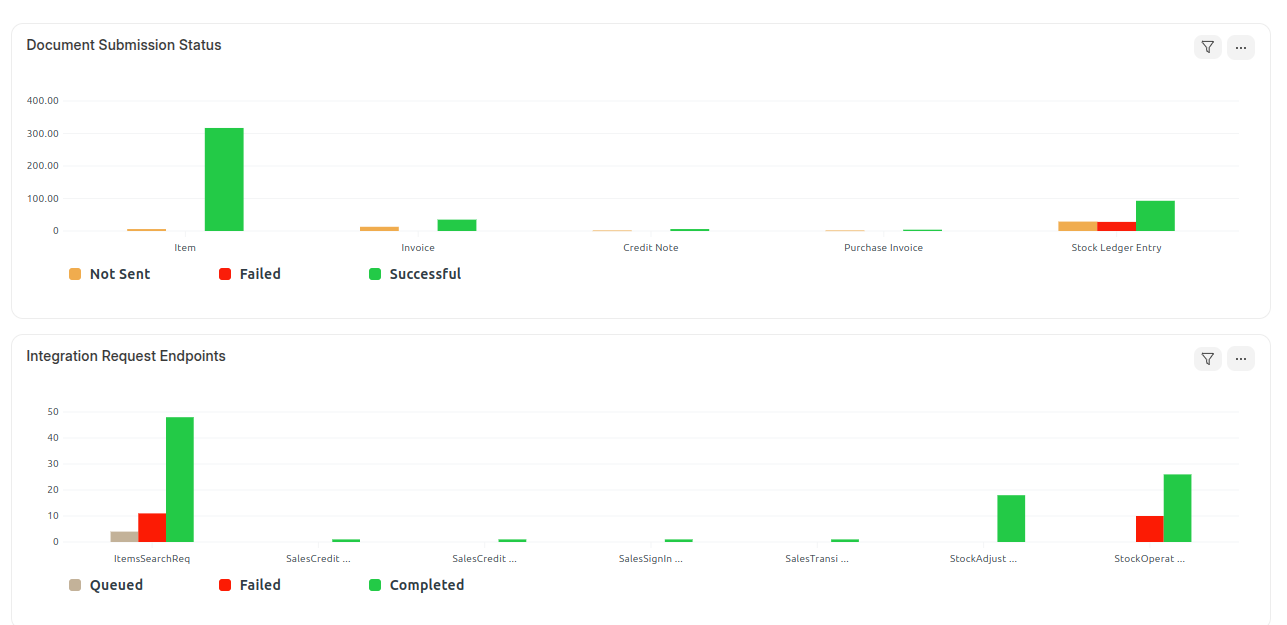 Document Submission Status
400.00
300.00
200.00
100.00
0
Item Invoice Credit Note Purchase Invoice Stock Ledger Entry
Not Sent Failed Successful
Integration Request Endpoints
50
40
30
20
10
0
ItemsSearchReq SalesCredit ... SalesCredit ... SalesSignIn ... SalesTransi ... StockAdjust ... StockOperat ...
Queued Failed Completed